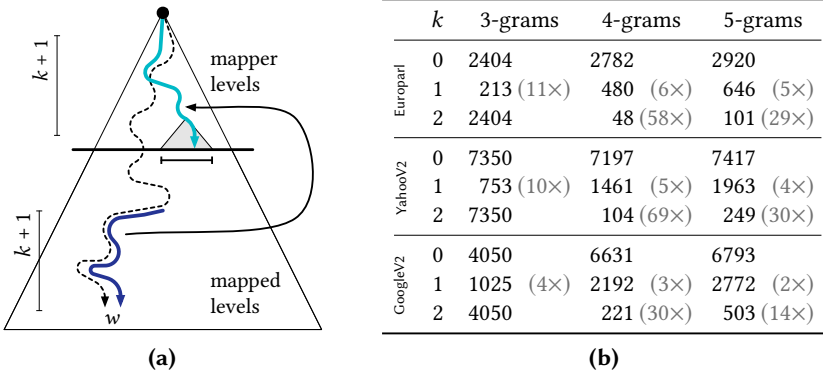 k + 1
mapper
levels
k + 1
mapped
levels
w
(a)
k 3-grams 4-grams 5-grams
Europarl
0 2404 2782 2920
1 213 (11×) 480 (6×) 646 (5×)
2 2404 48 (58×) 101 (29×)
YahooV2
0 7350 7197 7417
1 753 (10×) 1461 (5×) 1963 (4×)
2 7350 104 (69×) 249 (30×)
GoogleV2
0 4050 6631 6793
1 1025 (4×) 2192 (3×) 2772 (2×)
2 4050 221 (30×) 503 (14×)
(b)